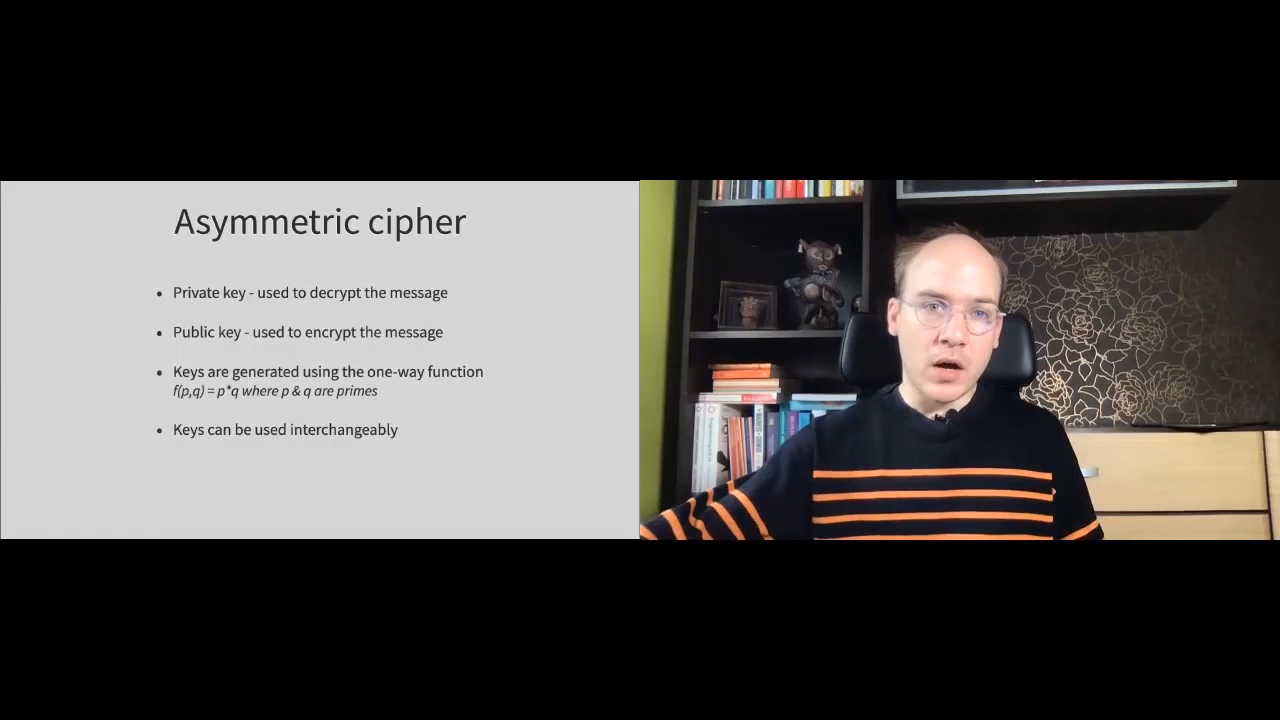 Asymmetric cipher
• Private key - used to decrypt the message
• Public key - used to encrypt the message
• Keys are generated using the one-way function
f(p,q) = p*q where p & q are primes
• Keys can be used interchangeably